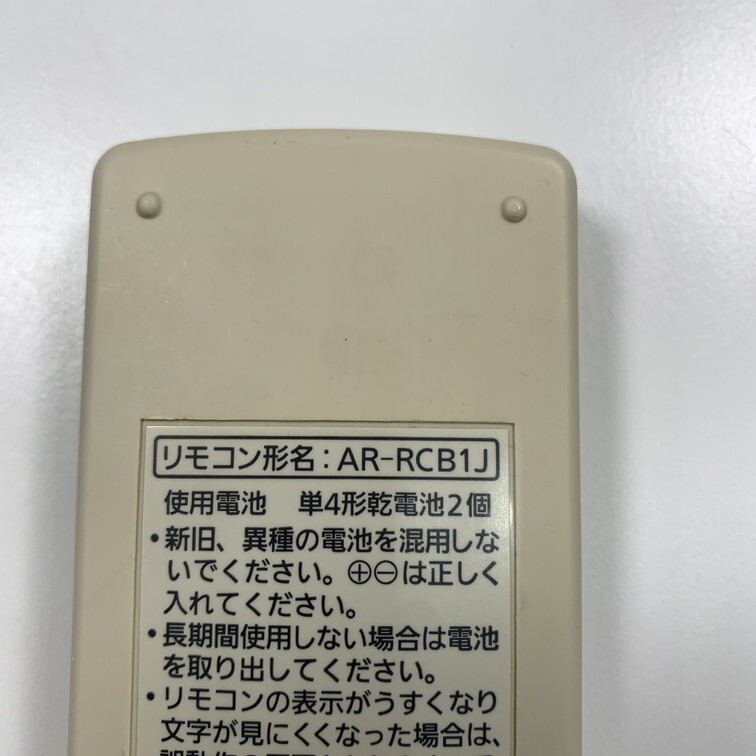 リモコン形名：AR-RCB1J
使用電池　単4形乾電池2個
・新旧、異種の電池を混用しな
いでください。⊕⊖は正しく
入れてください。
・長期間使用しない場合は電池
を取り出してください。
・リモコンの表示がうすくなり
文字が見にくくなった場合は、